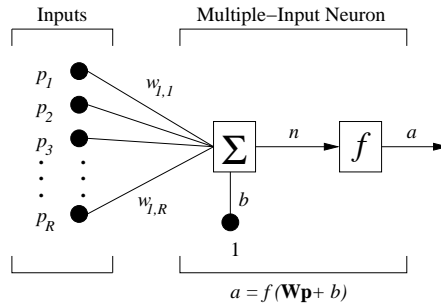 Inputs
Multiple−Input Neuron
p1
p2
p3
pR
w1,1
w1,R
Σ
n
f
a
b
1
a = f (Wp + b)